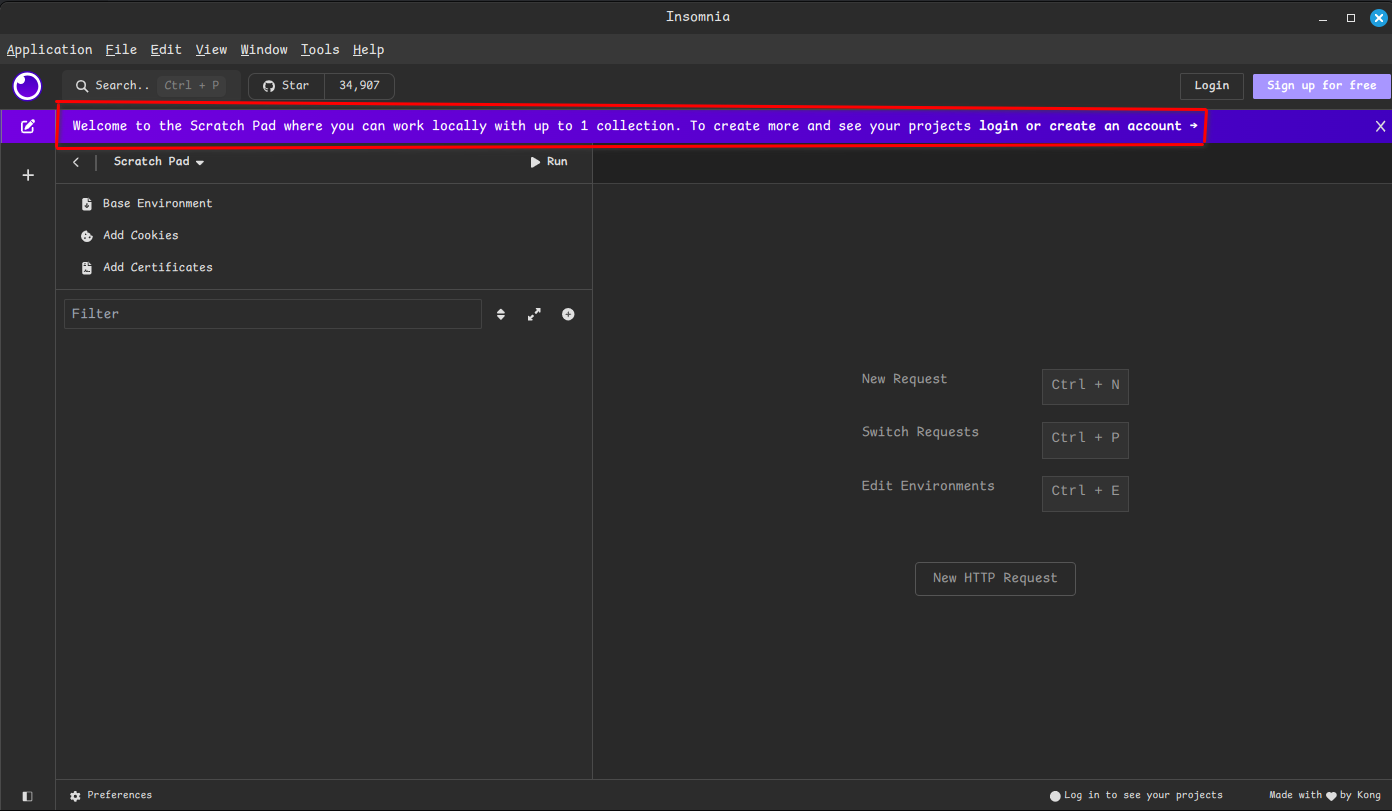 Insomnia
Application File Edit View Window Tools Help
Search.. Ctrl + P Star 34,907 Login Sign up for free
Welcome to the Scratch Pad where you can work locally with up to 1 collection. To create more and see your projects login or create an account →
Scratch Pad Run
Base Environment
Add Cookies
Add Certificates
Filter
New Request Ctrl + N
Switch Requests Ctrl + P
Edit Environments Ctrl + E
New HTTP Request
Preferences Log in to see your projects Made with ♥ by Kong